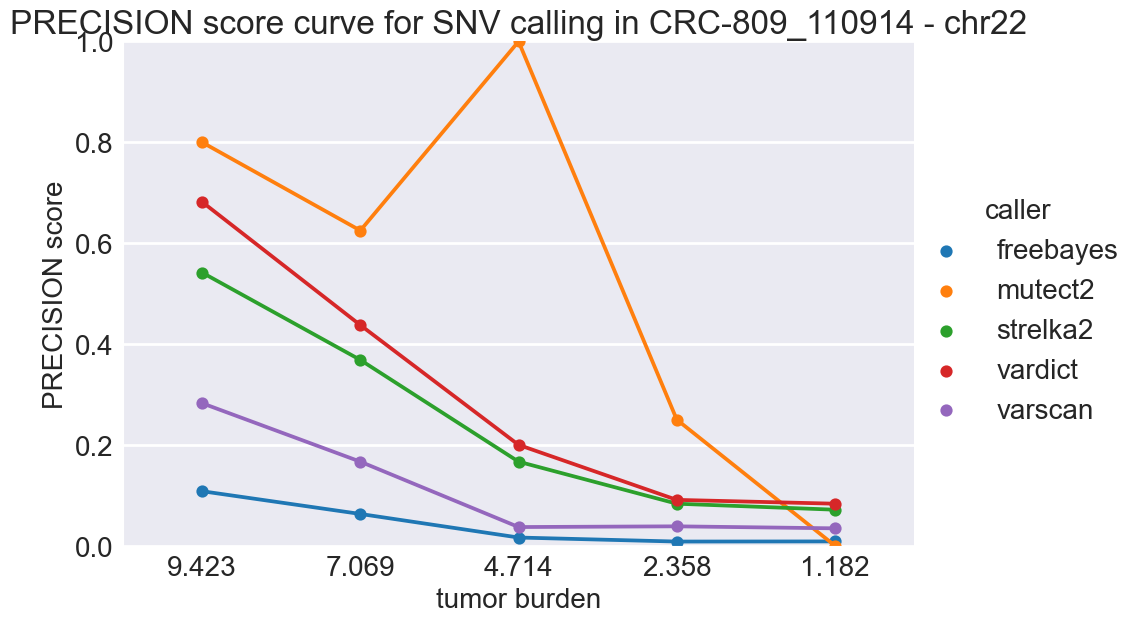 PRECISION score curve for SNV calling in CRC-809_110914 - chr22
PRECISION score
1.0
0.8
0.6
0.4
0.2
0.0
9.423 7.069 4.714 2.358 1.182
tumor burden
caller
freebayes
mutect2
strelka2
vardict
varscan